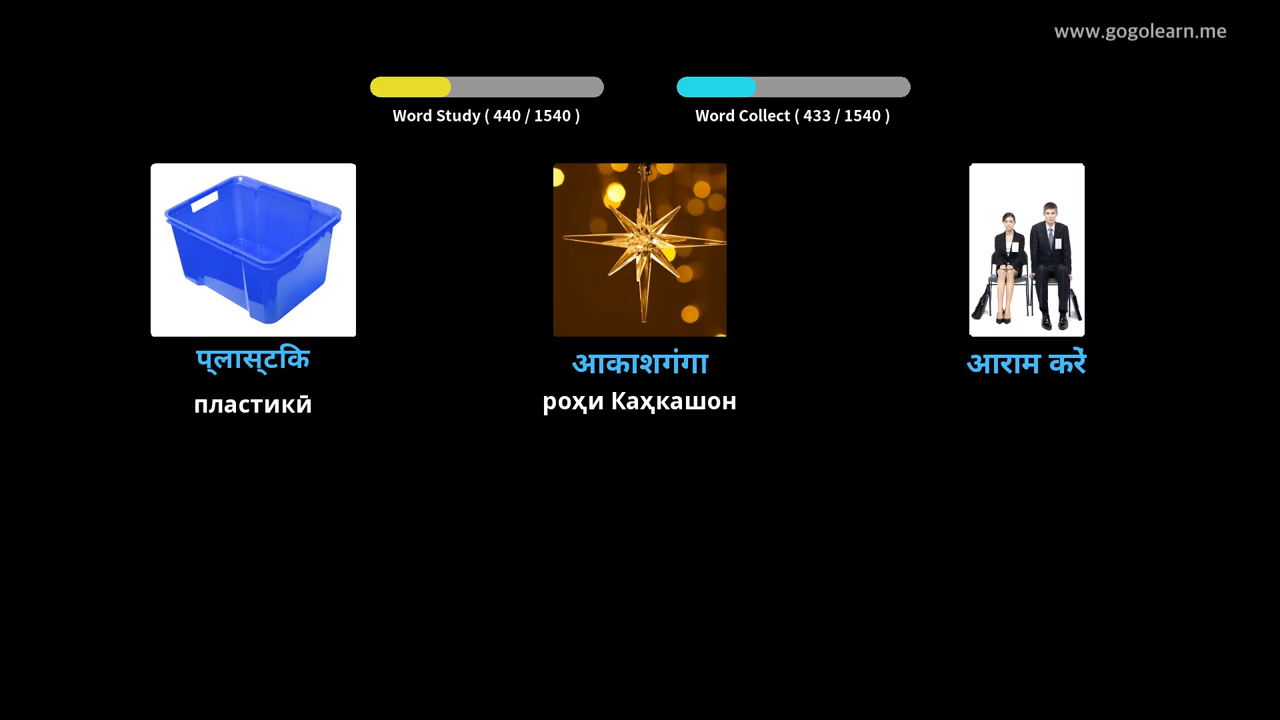 www.gogolearn.me
Word Study ( 440 / 1540 )
Word Collect ( 433 / 1540 )
प्लास्टकि
आकाशगंगा
आराम करें
пластикӣ
роҳи Каҳкашон